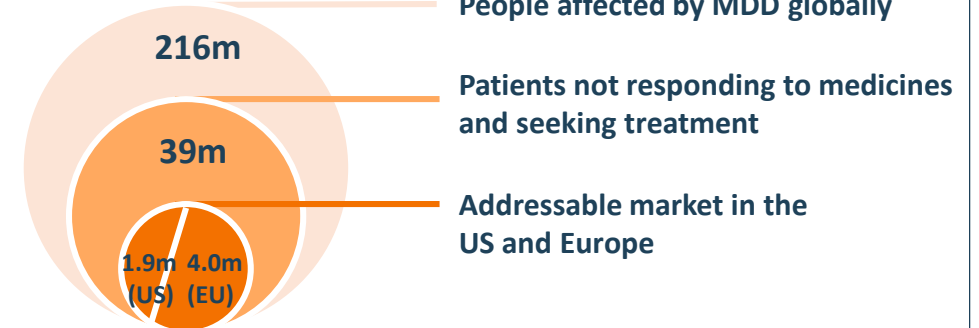 People affected by MDD globally
216m
Patients not responding to medicines
and seeking treatment
39m
Addressable market in the
US and Europe
1.9m 4.0m
(US) (EU)